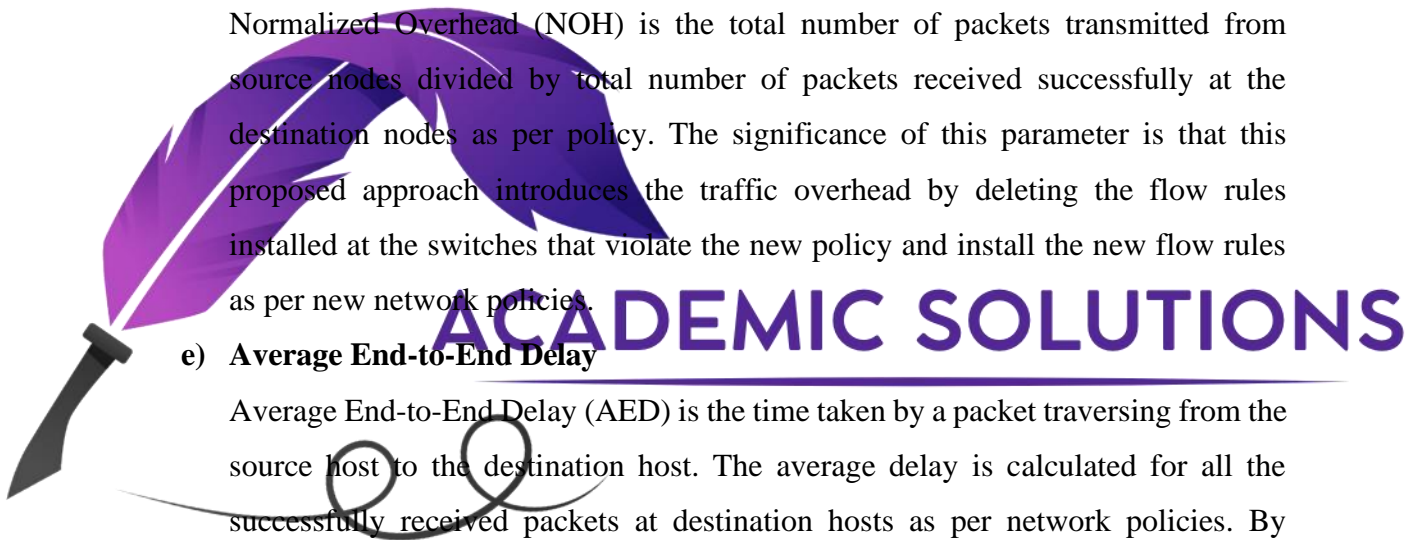 Normalized Overhead (NOH) is the total number of packets transmitted from
source nodes divided by total number of packets received successfully at the
destination nodes as per policy. The significance of this parameter is that this
proposed approach introduces the traffic overhead by deleting the flow rules
installed at the switches that violate the new policy and install the new flow rules
as per new network policies.
ACADEMIC SOLUTIONS
e) Average End-to-End Delay
Average End-to-End Delay (AED) is the time taken by a packet traversing from the
source host to the destination host. The average delay is calculated for all the
successfully received packets at destination hosts as per network policies. By